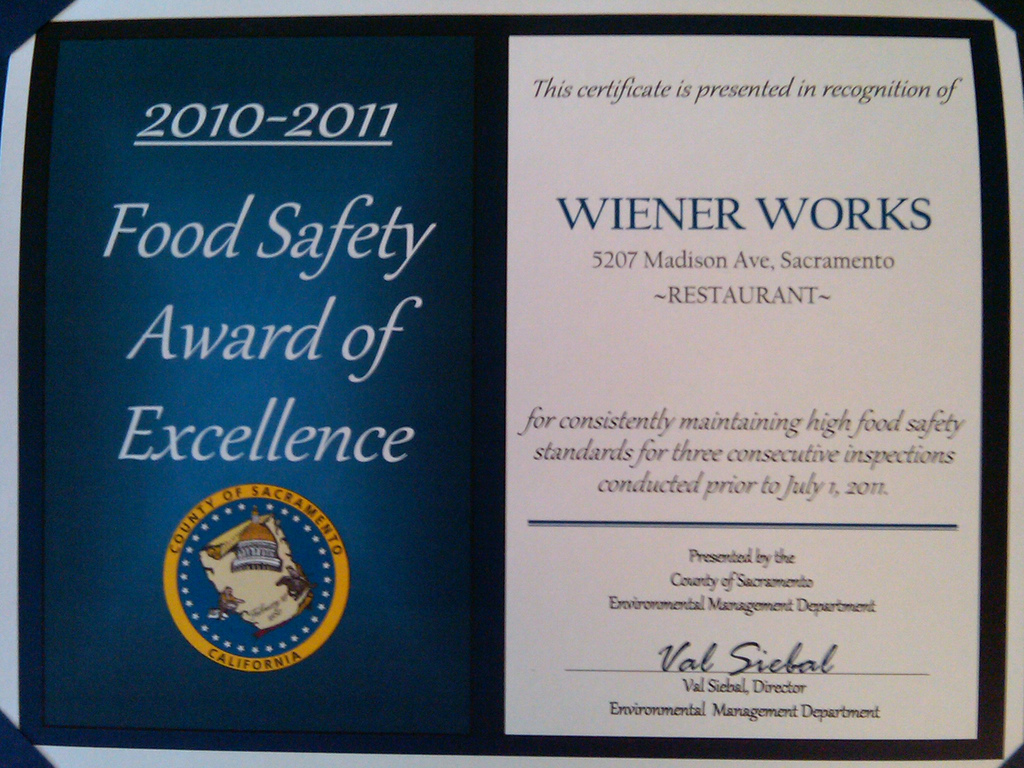 2010-2011
Food Safety
Award of
Excellence
COUNTY OF SACRAMENTO
CALIFORNIA
This certificate is presented in recognition of
WIENER WORKS
5207 Madison Ave, Sacramento
~RESTAURANT~
for consistently maintaining high food safety
standards for three consecutive inspections
conducted prior to July 1, 2011.
Presented by the
County of Sacramento
Environmental Management Department
Val Siebal
Val Siebal, Director
Environmental Management Department